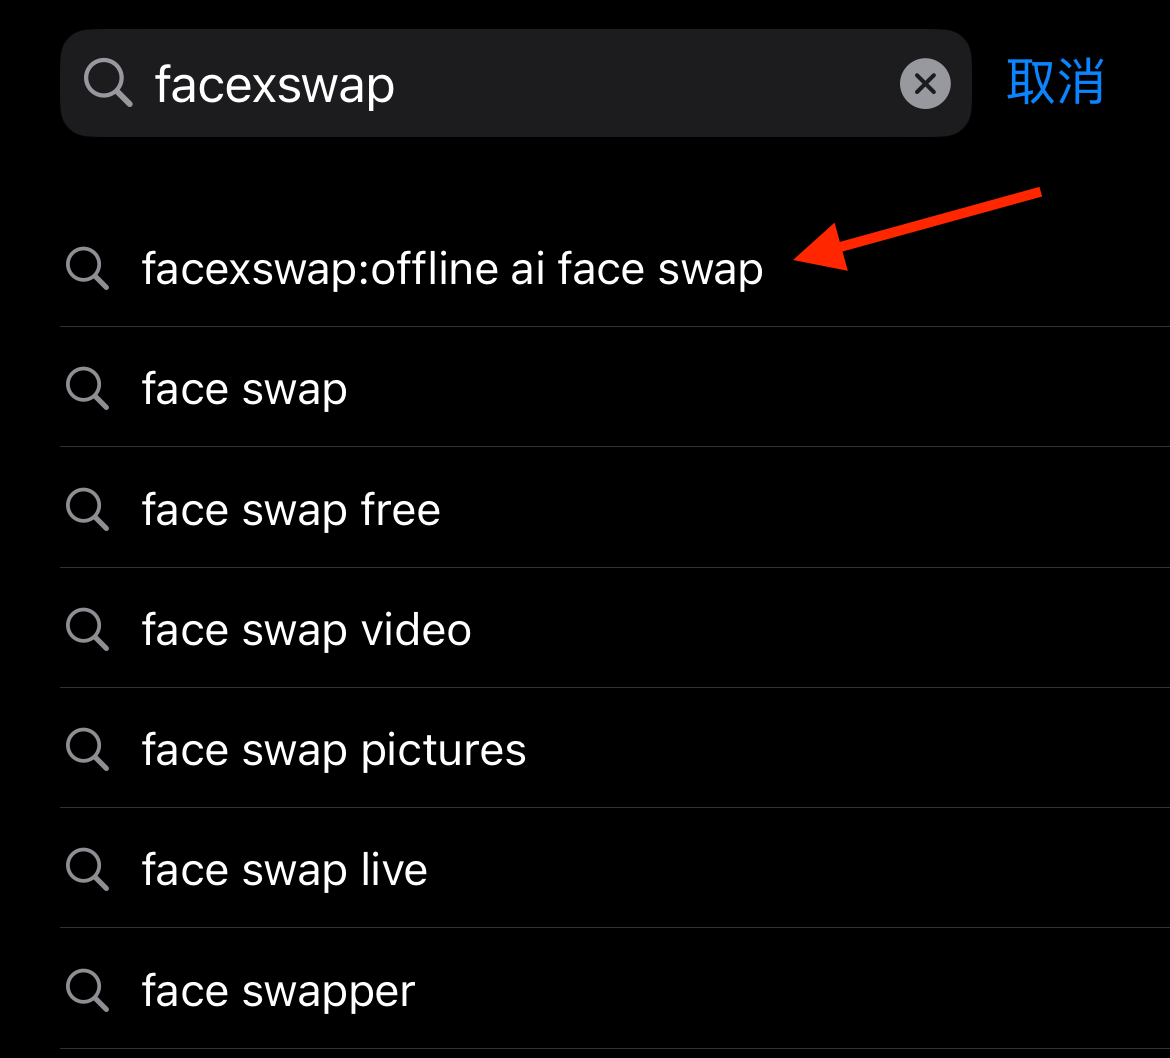 facexswap
取消
facexswap:offline ai face swap
face swap
face swap free
face swap video
face swap pictures
face swap live
face swapper